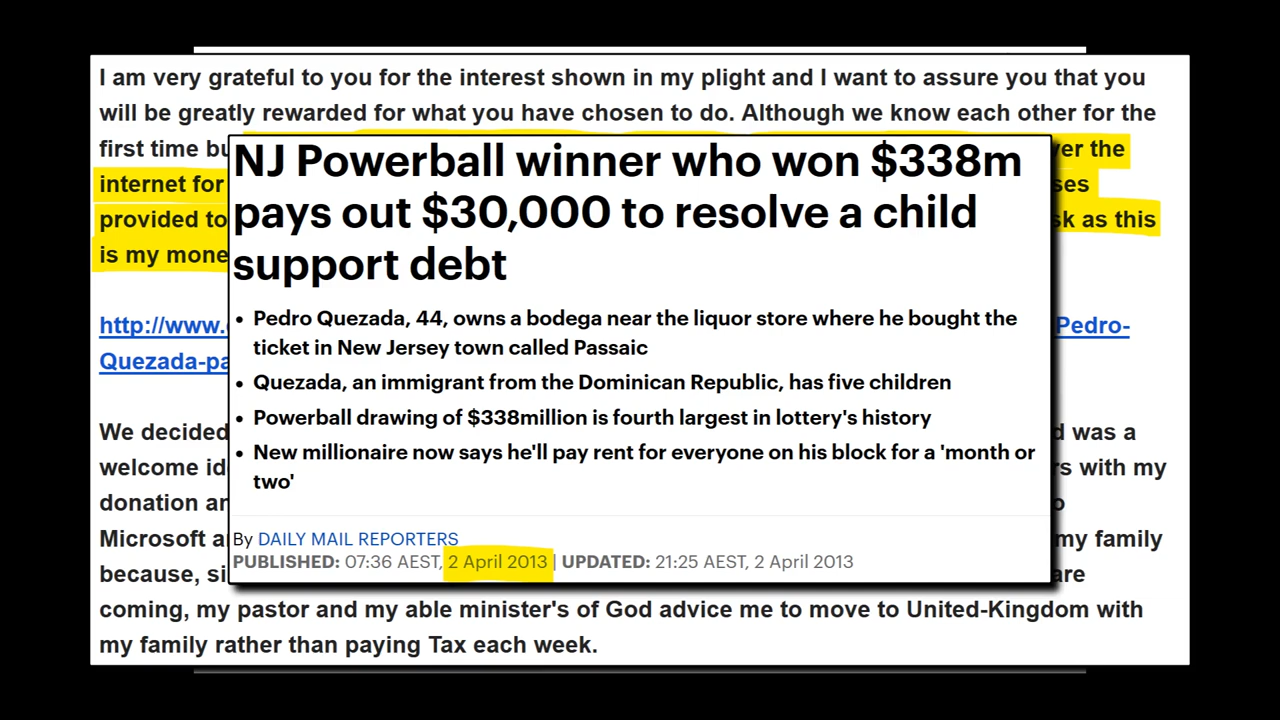 I am very grateful to you for the interest shown in my plight and I want to assure you that you
will be greatly rewarded for what you have chosen to do. Although we know each other for the
first time
the
internet for
provided to
as this
is my
NJ Powerball winner who won $338m
pays out $30,000 to resolve a child
support debt
• Pedro Quezada, 44, owns a bodega near the liquor store where he bought the
ticket in New Jersey town called Passaic
• Quezada, an immigrant from the Dominican Republic, has five children
• Powerball drawing of $338million is fourth largest in lottery's history
• New millionaire now says he'll pay rent for everyone on his block for a 'month or
two'
By DAILY MAIL REPORTERS
PUBLISHED: 07:36 AEST, 2 April 2013 | UPDATED: 21:25 AEST, 2 April 2013
http://www.
Pedro-
Quezada-pa
We decided
was a
welcome
with my
donation
Microsoft
my family
because,
are
coming, my pastor and my able minister's of God advice me to move to United-Kingdom with
my family rather than paying Tax each week.